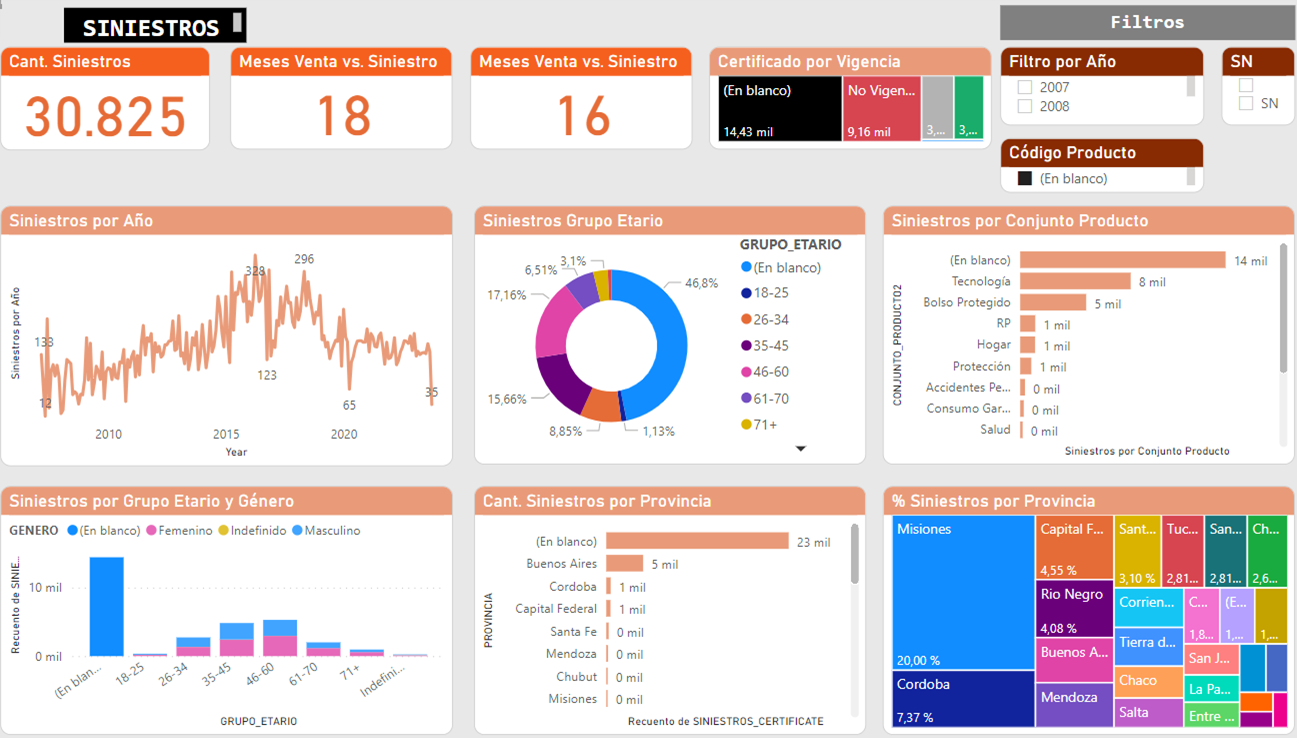 SINIESTROS
Filtros
Cant. Siniestros
30.825
Meses Venta vs. Siniestro
18
Meses Venta vs. Siniestro
16
Certificado por Vigencia
(En blanco)
14,43 mil
No Vigen...
9,16 mil
3,...
3,...
Filtro por Año
2007
2008
SN
SN
Código Producto
(En blanco)
Siniestros por Año
Siniestros por Año
133
12
328
296
123
65
35
2010
2015
2020
Year
Siniestros Grupo Etario
46,8%
1,13%
8,85%
15,66%
17,16%
6,51%
3,1%
GRUPO_ETARIO
(En blanco)
18-25
26-34
35-45
46-60
61-70
71+
Siniestros por Conjunto Producto
CONJUNTO_PRODUCTO2
(En blanco) 14 mil
Tecnología 8 mil
Bolso Protegido 5 mil
RP 1 mil
Hogar 1 mil
Protección 1 mil
Accidentes Pe... 0 mil
Consumo Gar... 0 mil
Salud 0 mil
Siniestros por Conjunto Producto
Siniestros por Grupo Etario y Género
GENERO (En blanco) Femenino Indefinido Masculino
Recuento de SINIE...
10 mil
0 mil
(En blan...
18-25
26-34
35-45
46-60
61-70
71+
Indefini...
GRUPO_ETARIO
Cant. Siniestros por Provincia
PROVINCIA
(En blanco) 23 mil
Buenos Aires 5 mil
Cordoba 1 mil
Capital Federal 1 mil
Santa Fe 0 mil
Mendoza 0 mil
Chubut 0 mil
Misiones 0 mil
Recuento de SINIESTROS_CERTIFICATE
% Siniestros por Provincia
Misiones
20,00 %
Cordoba
7,37 %
Capital F...
4,55 %
Rio Negro
4,08 %
Buenos A...
Mendoza
Sant...
3,10 %
Tuc...
2,81...
San...
2,81...
Ch...
2,6...
Corrien...
Tierra d...
Chaco
Salta
C...
1,8...
(E...
1,...
1,...
San J...
La Pa...
Entre ...